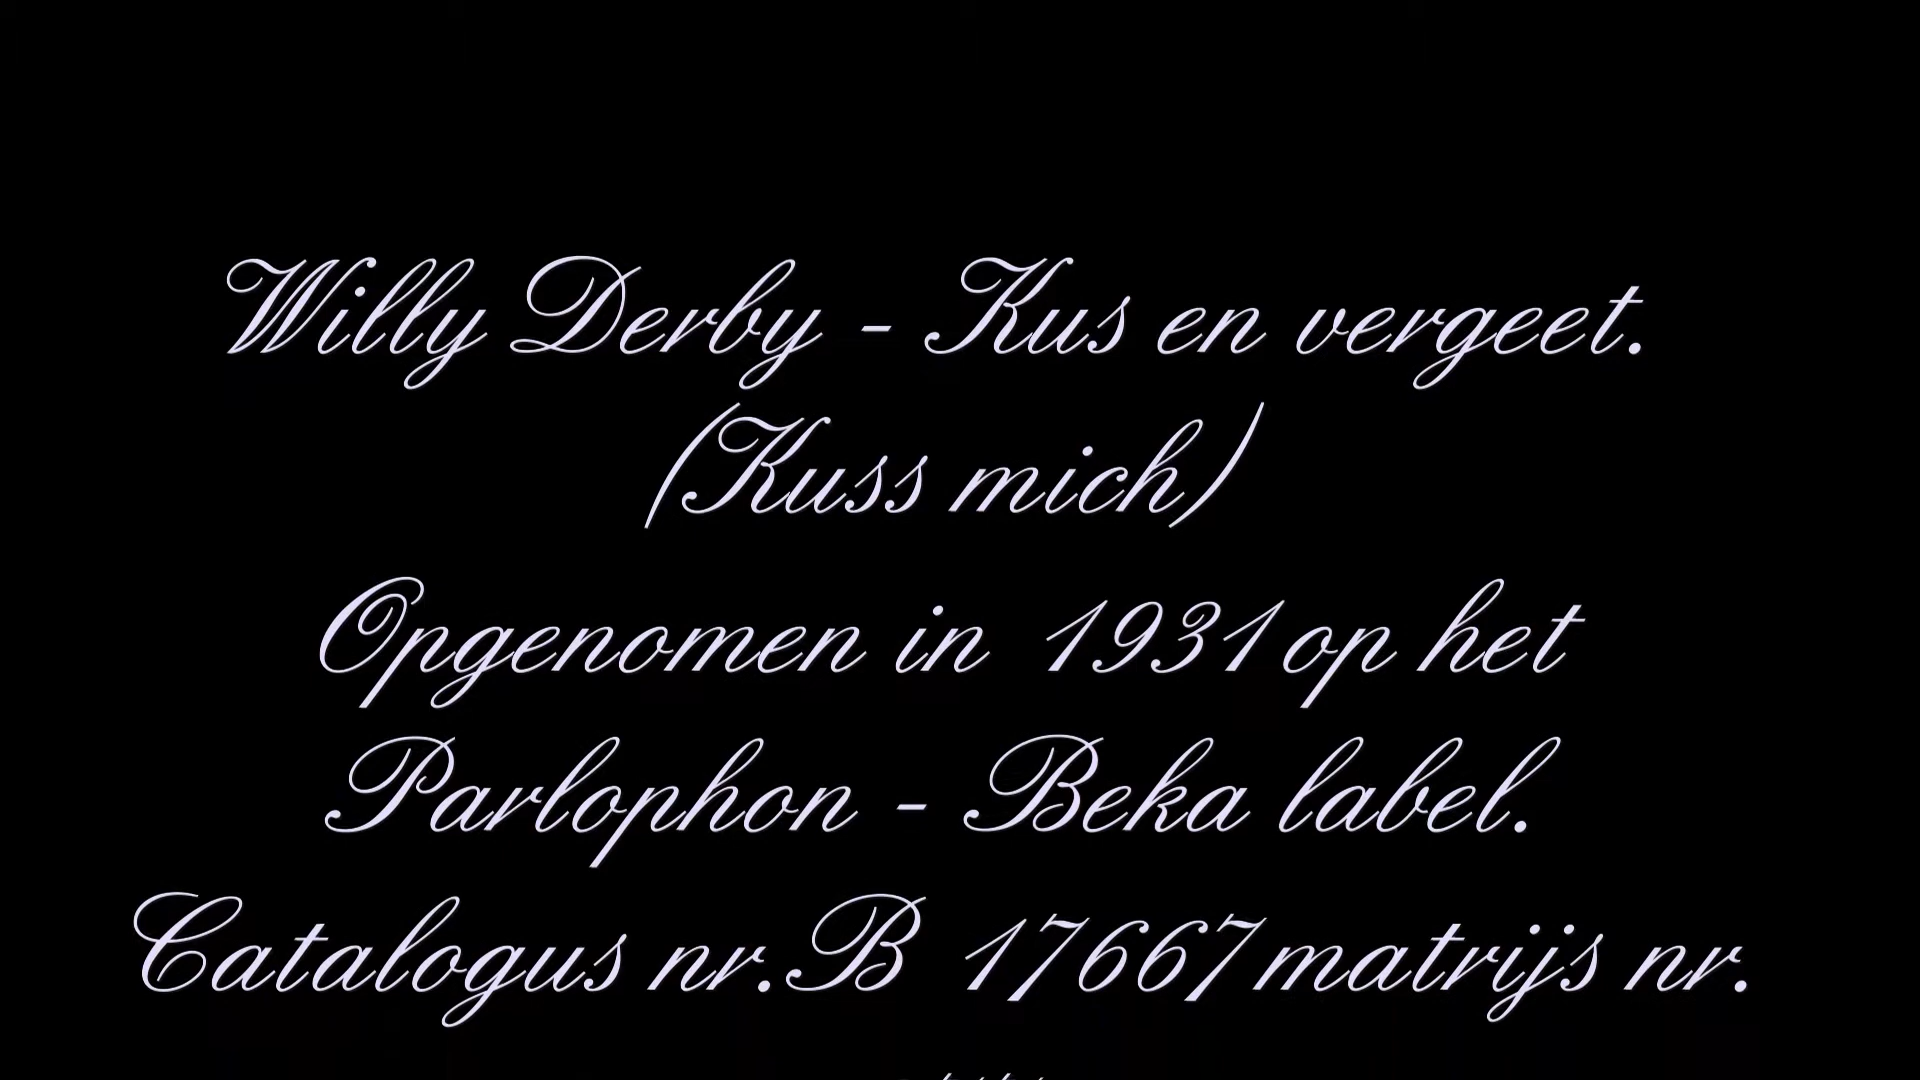 Willy Derby - Kus en vergeet.
(Kuss mich)
Opgenomen in 1931 op het
Parlophon - Beka label.
Catalogus nr.B 17667 matrijs nr.